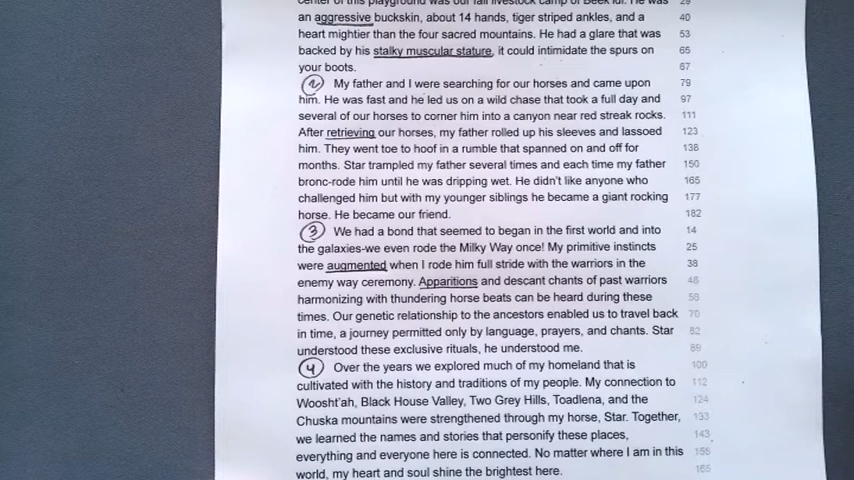 center of this playground was our fall livestock camp of He was 29
an aggressive buckskin, about 14 hands, tiger striped ankles, and a 40
heart mightier than the four sacred mountains. He had a glare that was 53
backed by his stalky muscular stature, it could intimidate the spurs on 65
your boots. 67
2 My father and I were searching for our horses and came upon 79
him. He was fast and he led us on a wild chase that took a full day and 97
several of our horses to corner him into a canyon near red streak rocks. 111
After retrieving our horses, my father rolled up his sleeves and lassoed 123
him. They went toe to hoof in a rumble that spanned on and off for 138
months. Star trampled my father several times and each time my father 150
bronc-rode him until he was dripping wet. He didn't like anyone who 165
challenged him but with my younger siblings he became a giant rocking 177
horse. He became our friend. 182
3 We had a bond that seemed to began in the first world and into 14
the galaxies-we even rode the Milky Way once! My primitive instincts 25
were augmented when I rode him full stride with the warriors in the 38
enemy way ceremony. Apparitions and descant chants of past warriors 48
harmonizing with thundering horse beats can be heard during these 58
times. Our genetic relationship to the ancestors enabled us to travel back 70
in time, a journey permitted only by language, prayers, and chants. Star 82
understood these exclusive rituals, he understood me. 89
4 Over the years we explored much of my homeland that is 100
cultivated with the history and traditions of my people. My connection to 112
Woosht'ah, Black House Valley, Two Grey Hills, Toadlena, and the 124
Chuska mountains were strengthened through my horse, Star. Together, 133
we learned the names and stories that personify these places, 143
everything and everyone here is connected. No matter where I am in this 156
world, my heart and soul shine the brightest here. 165